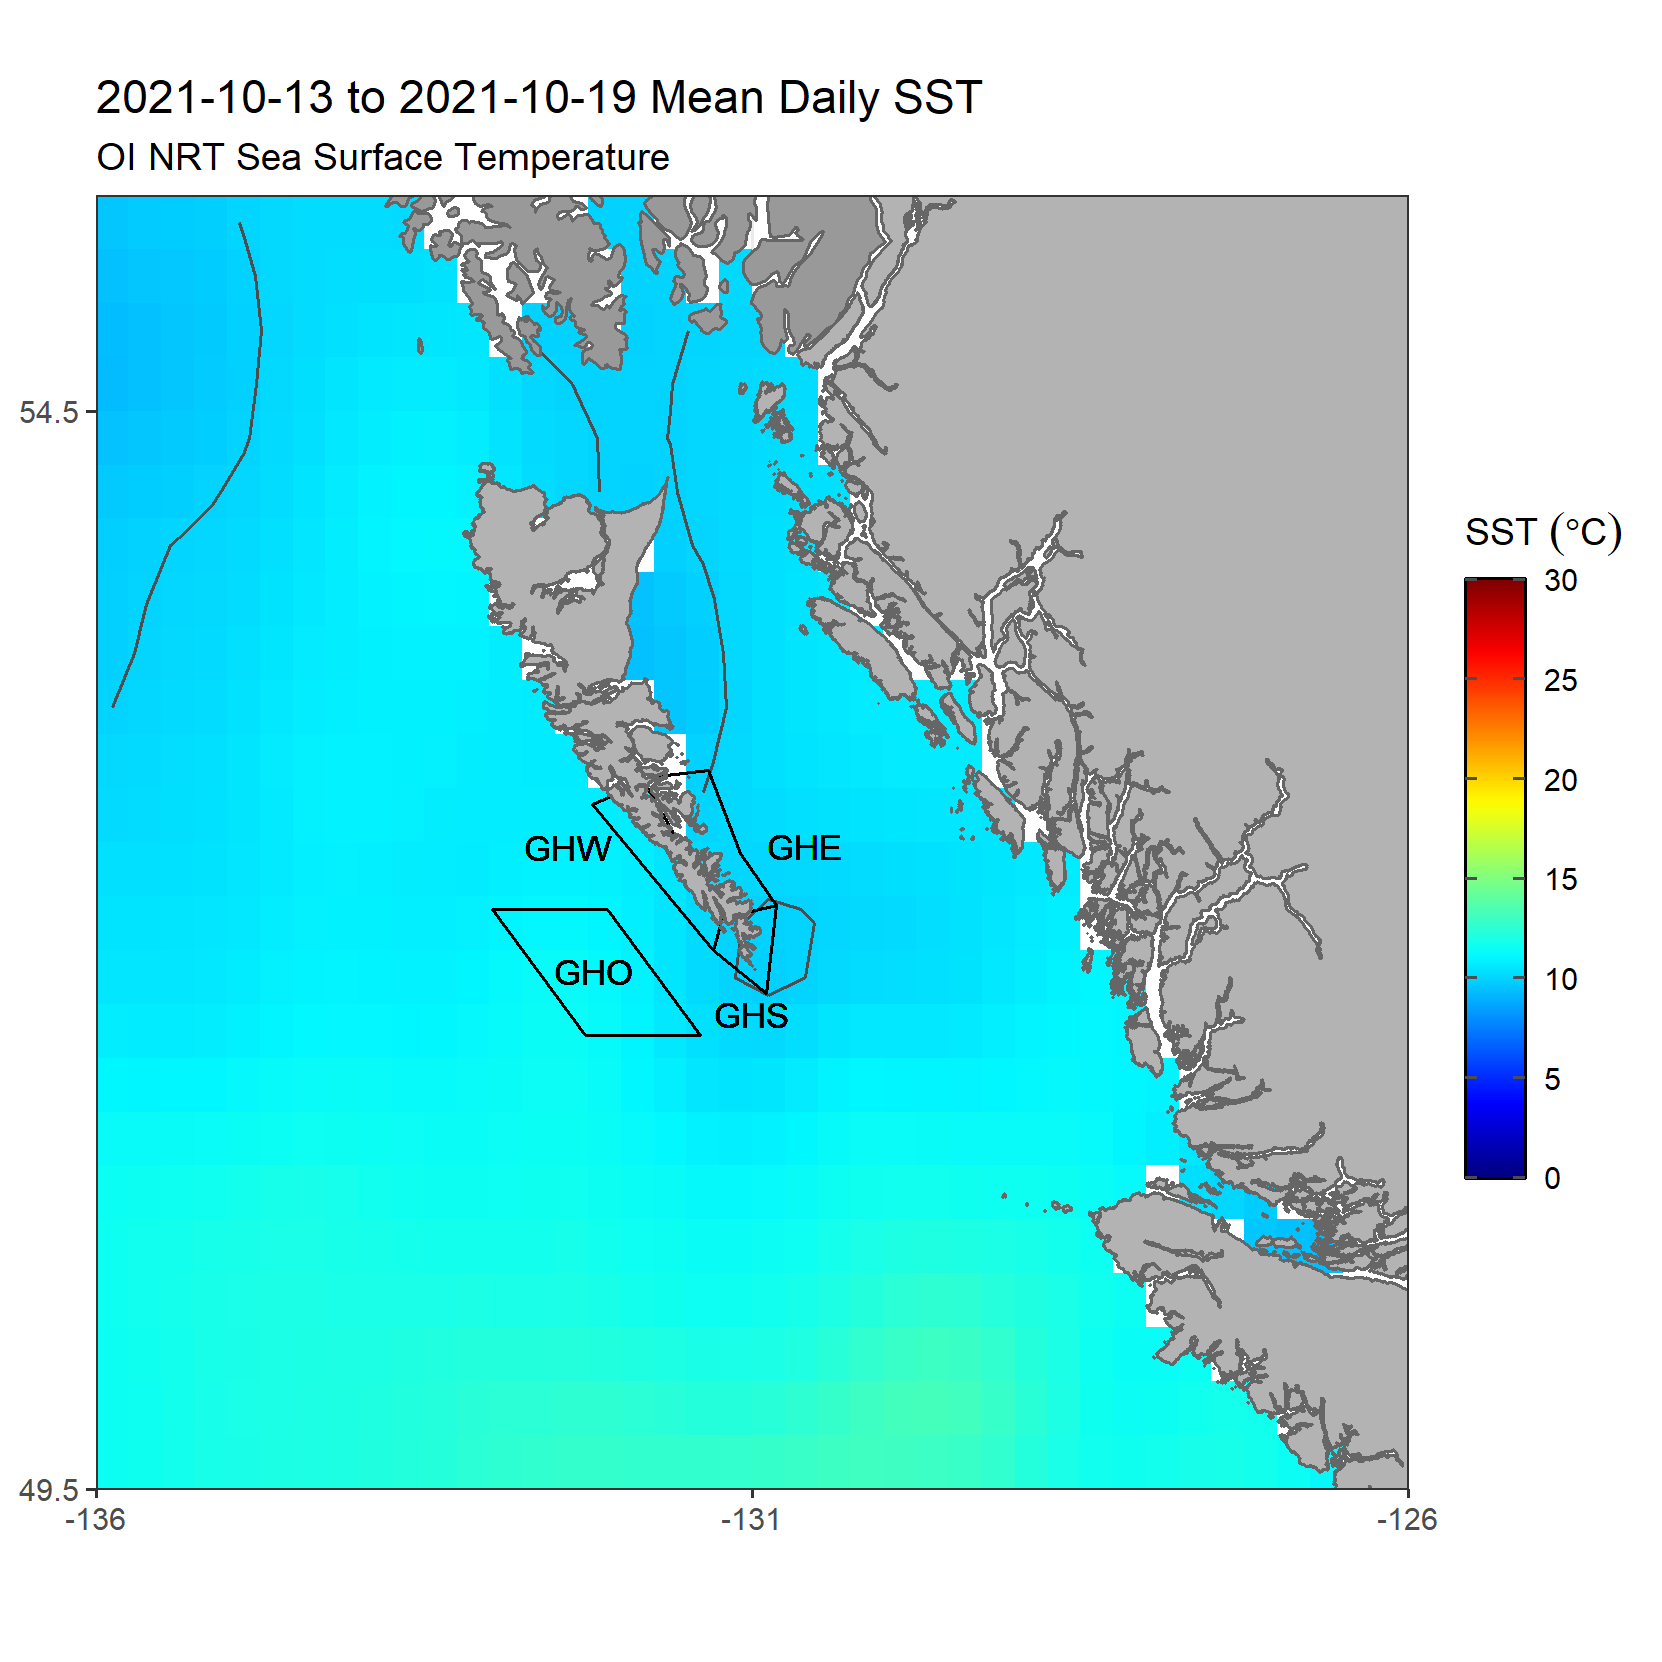 2021-10-13 to 2021-10-19 Mean Daily SST
OI NRT Sea Surface Temperature
54.5
49.5
-136
-131
-126
GHW
GHE
GHO
GHS
SST (°C)
30
25
20
15
10
5
0